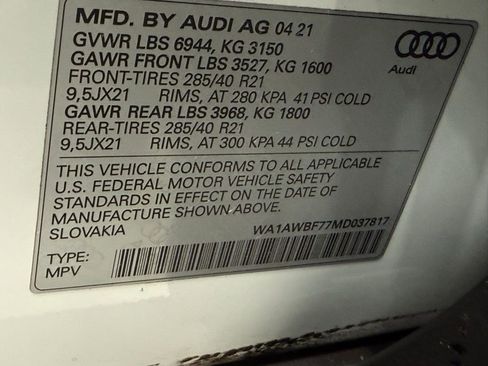 MFD. BY AUDI AG 04 21
GVWR LBS 6944, KG 3150
GAWR FRONT LBS 3527, KG 1600
FRONT-TIRES 285/40 R21
9,5JX21 RIMS, AT 280 KPA 41 PSI COLD
GAWR REAR LBS 3968, KG 1800
REAR-TIRES 285/40 R21
9,5JX21 RIMS, AT 300 KPA 44 PSI COLD
Audi
THIS VEHICLE CONFORMS TO ALL APPLICABLE
U.S. FEDERAL MOTOR VEHICLE SAFETY
STANDARDS IN EFFECT ON THE DATE OF
MANUFACTURE SHOWN ABOVE.
SLOVAKIA
WA1AWBF77MD037817
TYPE:
MPV